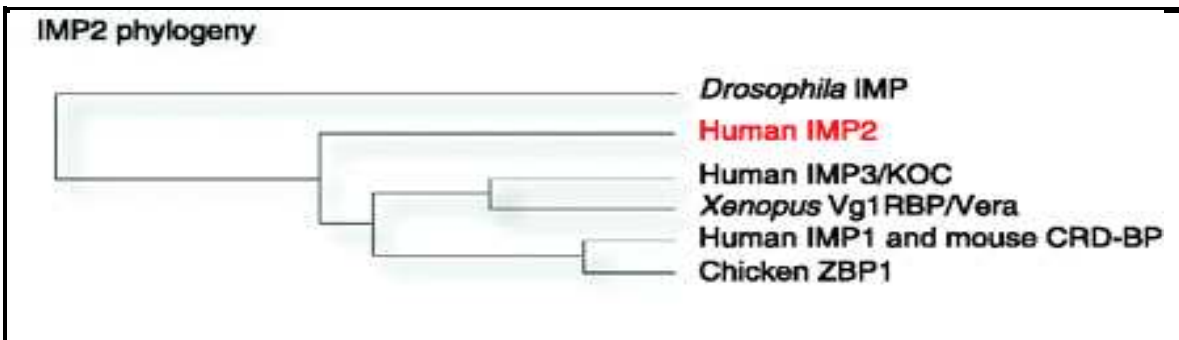 IMP2 phylogeny
Drosophila IMP
Human IMP2
Human IMP3/KOC
Xenopus Vg1RBP/Vera
Human IMP1 and mouse CRD-BP
Chicken ZBP1